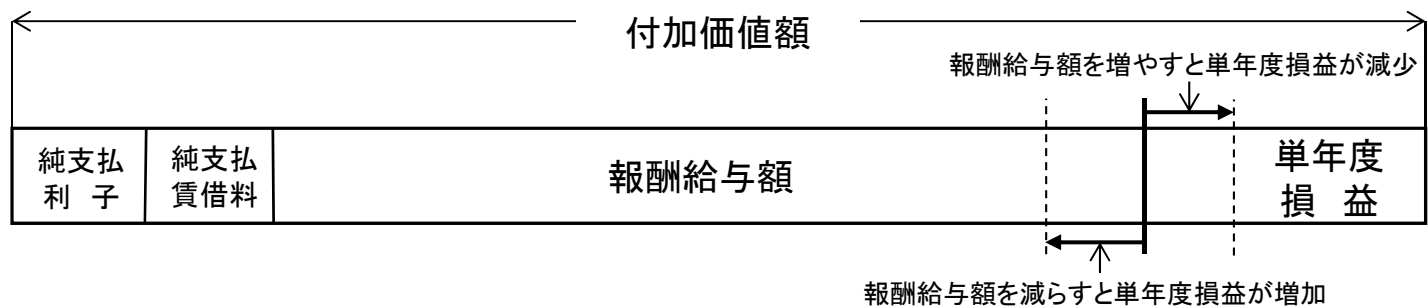 付加価値額
報酬給与額を増やすと単年度損益が減少
純支払
利 子
純支払
賃借料
報酬給与額
単年度
損 益
報酬給与額を減らすと単年度損益が増加